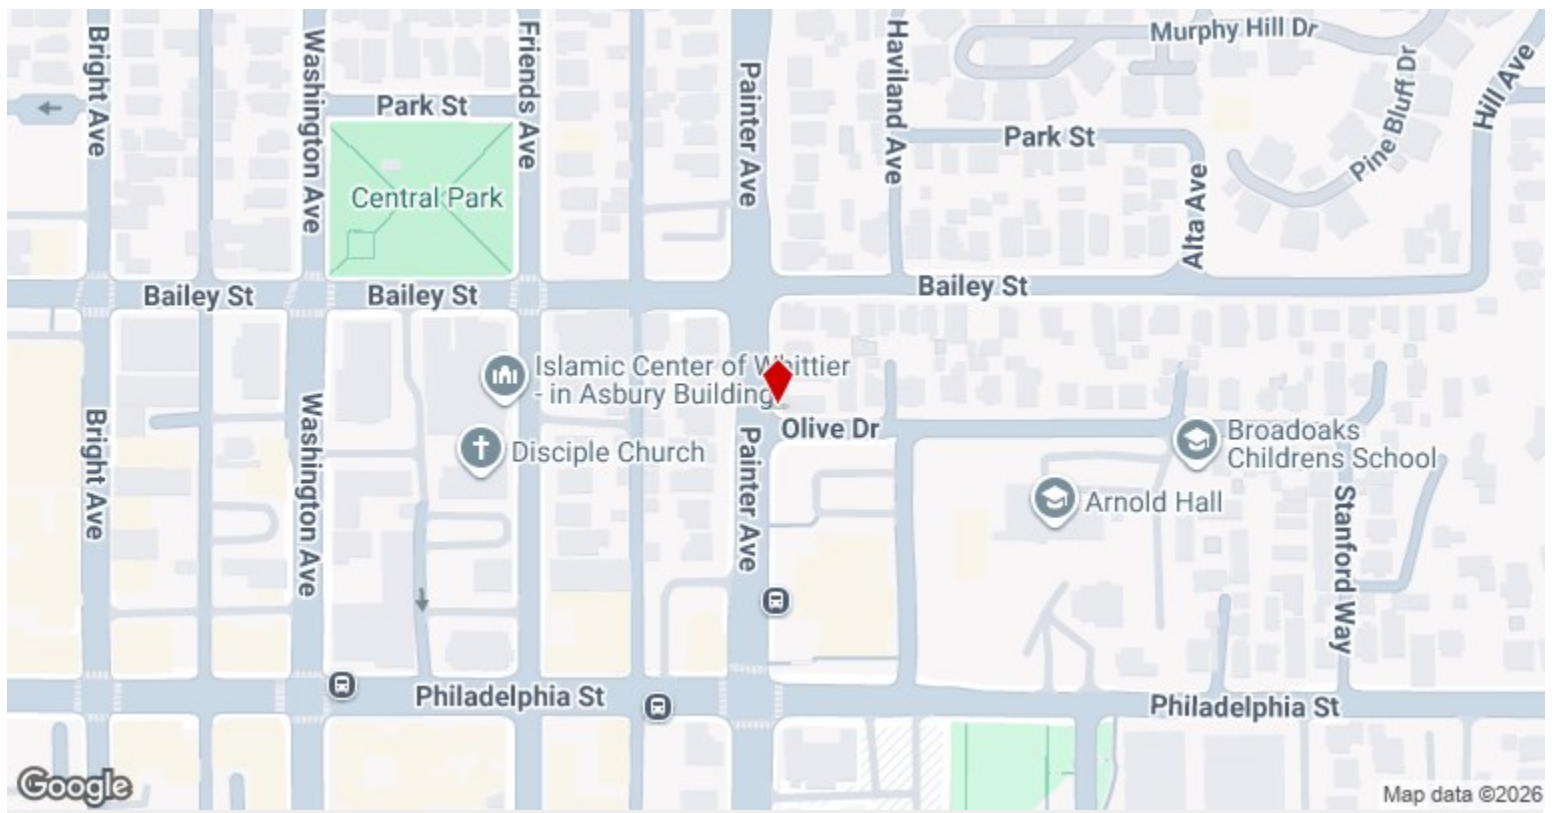 Murphy Hill Dr
Bright Ave
Washington Ave
Friends Ave
Painter Ave
Haviland Ave
Hill Ave
Pine Bluff Dr
Park St
Park St
Central Park
Alta Ave
Bailey St
Bailey St
Bailey St
Islamic Center of Whittier
- in Asbury Building
Disciple Church
Olive Dr
Broadoaks
Childrens School
Arnold Hall
Bright Ave
Washington Ave
Painter Ave
Stanford Way
Philadelphia St
Philadelphia St
Google
Map data ©2026